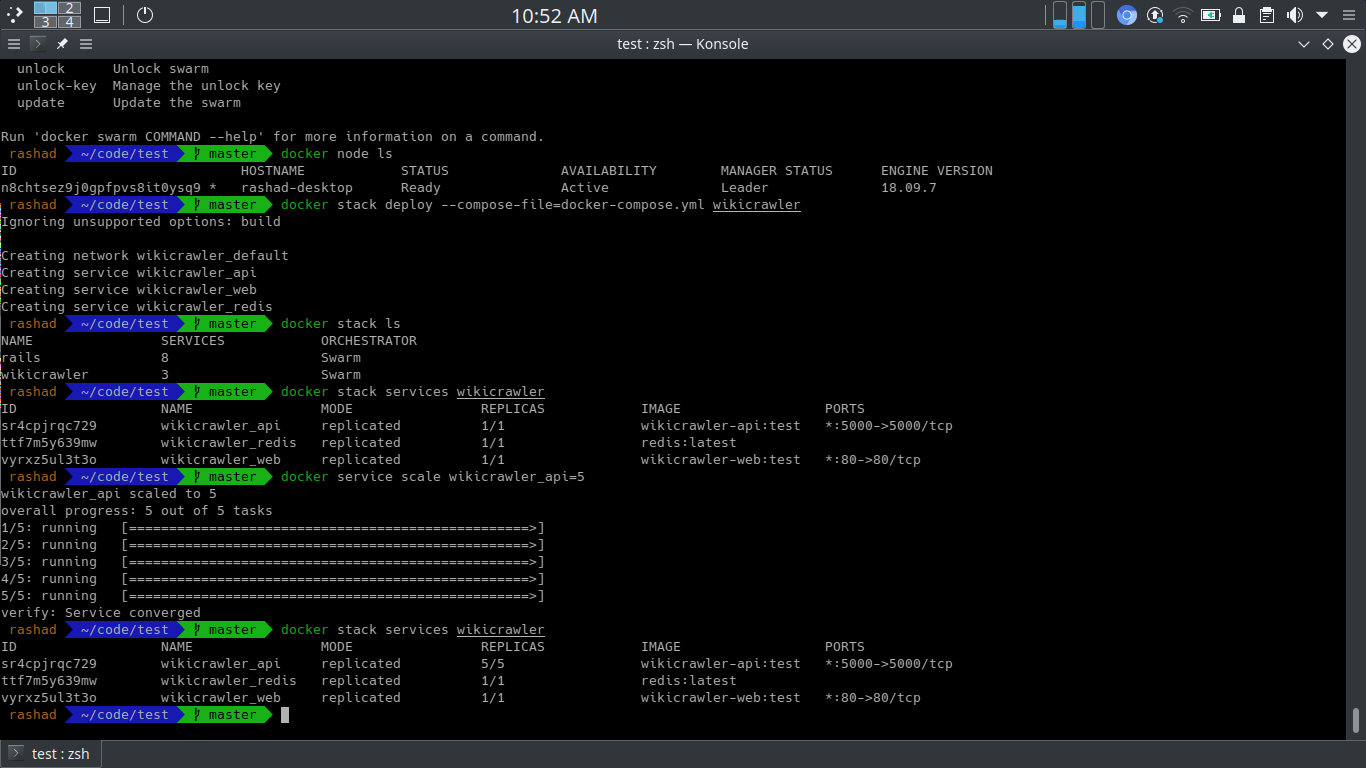 1 2
3 4
10:52 AM
test : zsh — Konsole
unlock Unlock swarm
unlock-key Manage the unlock key
update Update the swarm
Run 'docker swarm COMMAND --help' for more information on a command.
rashad ~/code/test master docker node ls
ID HOSTNAME STATUS AVAILABILITY MANAGER STATUS ENGINE VERSION
n8chtsez9j0gpfpvs8it0ysq9 * rashad-desktop Ready Active Leader 18.09.7
rashad ~/code/test master docker stack deploy --compose-file=docker-compose.yml wikicrawler
Ignoring unsupported options: build
Creating network wikicrawler_default
Creating service wikicrawler_api
Creating service wikicrawler_web
Creating service wikicrawler_redis
rashad ~/code/test master docker stack ls
NAME SERVICES ORCHESTRATOR
rails 8 Swarm
wikicrawler 3 Swarm
rashad ~/code/test master docker stack services wikicrawler
ID NAME MODE REPLICAS IMAGE PORTS
sr4cpjrqc729 wikicrawler_api replicated 1/1 wikicrawler-api:test *:5000->5000/tcp
ttf7m5y639mw wikicrawler_redis replicated 1/1 redis:latest
vyrxz5ul3t3o wikicrawler_web replicated 1/1 wikicrawler-web:test *:80->80/tcp
rashad ~/code/test master docker service scale wikicrawler_api=5
wikicrawler_api scaled to 5
overall progress: 5 out of 5 tasks
1/5: running [==================================================>]
2/5: running [==================================================>]
3/5: running [==================================================>]
4/5: running [==================================================>]
5/5: running [==================================================>]
verify: Service converged
rashad ~/code/test master docker stack services wikicrawler
ID NAME MODE REPLICAS IMAGE PORTS
sr4cpjrqc729 wikicrawler_api replicated 5/5 wikicrawler-api:test *:5000->5000/tcp
ttf7m5y639mw wikicrawler_redis replicated 1/1 redis:latest
vyrxz5ul3t3o wikicrawler_web replicated 1/1 wikicrawler-web:test *:80->80/tcp
rashad ~/code/test master
test : zsh